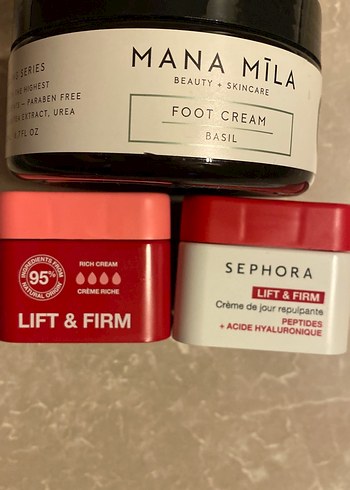 MANA MĪLA
BEAUTY + SKINCARE
FOOT CREAM
BASIL
SERIES
HIGHEST
PARABEN FREE
EXTRACT, UREA
FL OZ
INGREDIENTS FROM
95%
NATURAL ORIGIN
RICH CREAM
CRÈME RICHE
LIFT & FIRM
SEPHORA
LIFT & FIRM
Crème de jour repulpante
PEPTIDES
+ ACIDE HYALURONIQUE